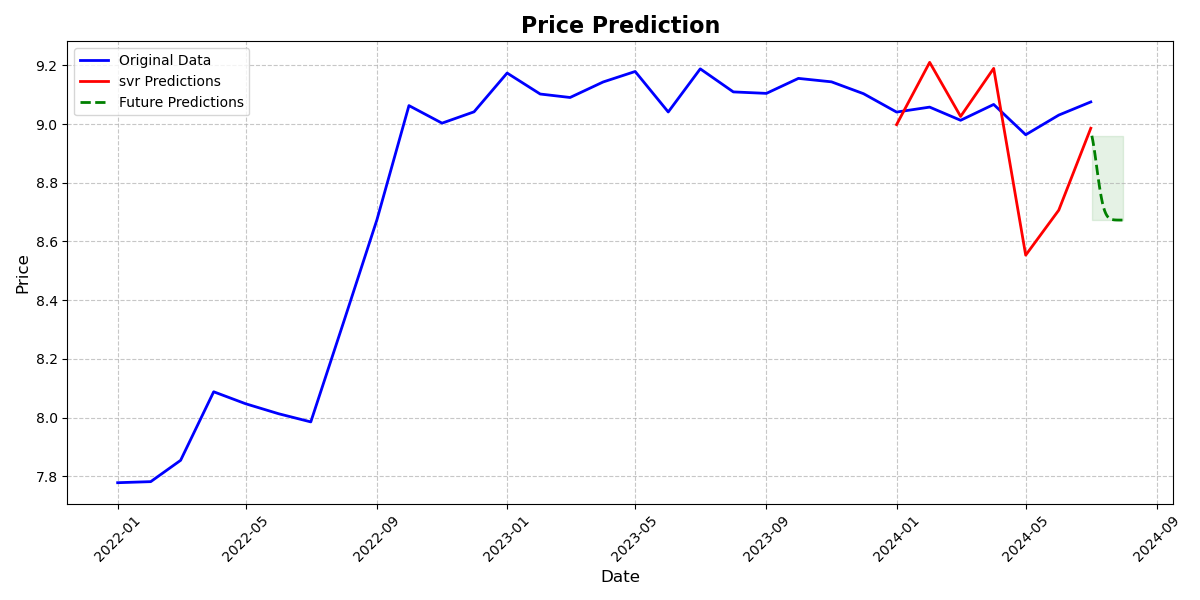 Price Prediction
Original Data
svr Predictions
Future Predictions
Price
9.2
9.0
8.8
8.6
8.4
8.2
8.0
7.8
2022-01
2022-05
2022-09
2023-01
2023-05
2023-09
2024-01
2024-05
2024-09
Date